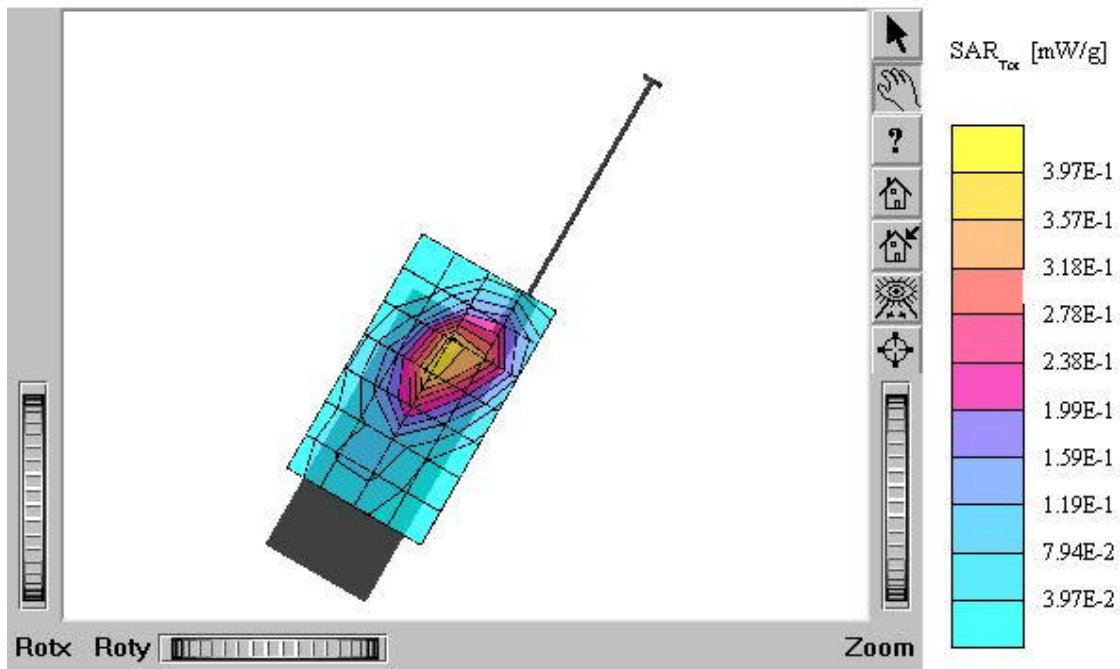 SAR_Tot [mW/g]
?
3.97E-1
3.57E-1
3.18E-1
2.78E-1
2.38E-1
1.99E-1
1.59E-1
1.19E-1
7.94E-2
3.97E-2
Rotx Roty Zoom